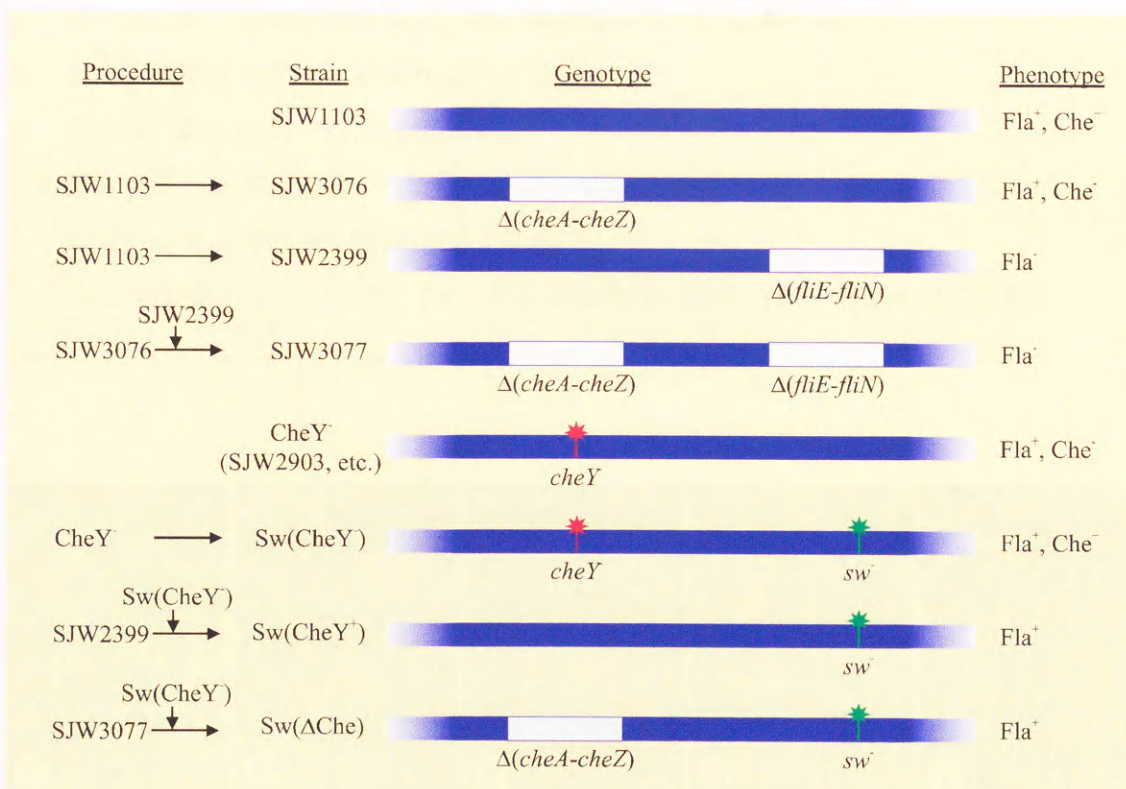 Procedure Strain Genotype Phenotype
SJW1103 Fla⁺, Che⁻
SJW1103 SJW3076 Fla⁺, Che⁻
Δ(cheA-cheZ)
SJW1103 SJW2399 Fla⁻
Δ(fliE-fliN)
SJW2399
SJW3076 SJW3077 Fla⁻
Δ(cheA-cheZ) Δ(fliE-fliN)
CheY⁻
(SJW2903, etc.) Fla⁺, Che⁻
cheY
CheY⁻ Sw(CheY⁻) Fla⁺, Che⁻
cheY sw⁻
Sw(CheY⁻)
SJW2399 Sw(CheY⁺) Fla⁺
sw⁻
Sw(CheY⁻)
SJW3077 Sw(ΔChe) Fla⁺
Δ(cheA-cheZ) sw⁻